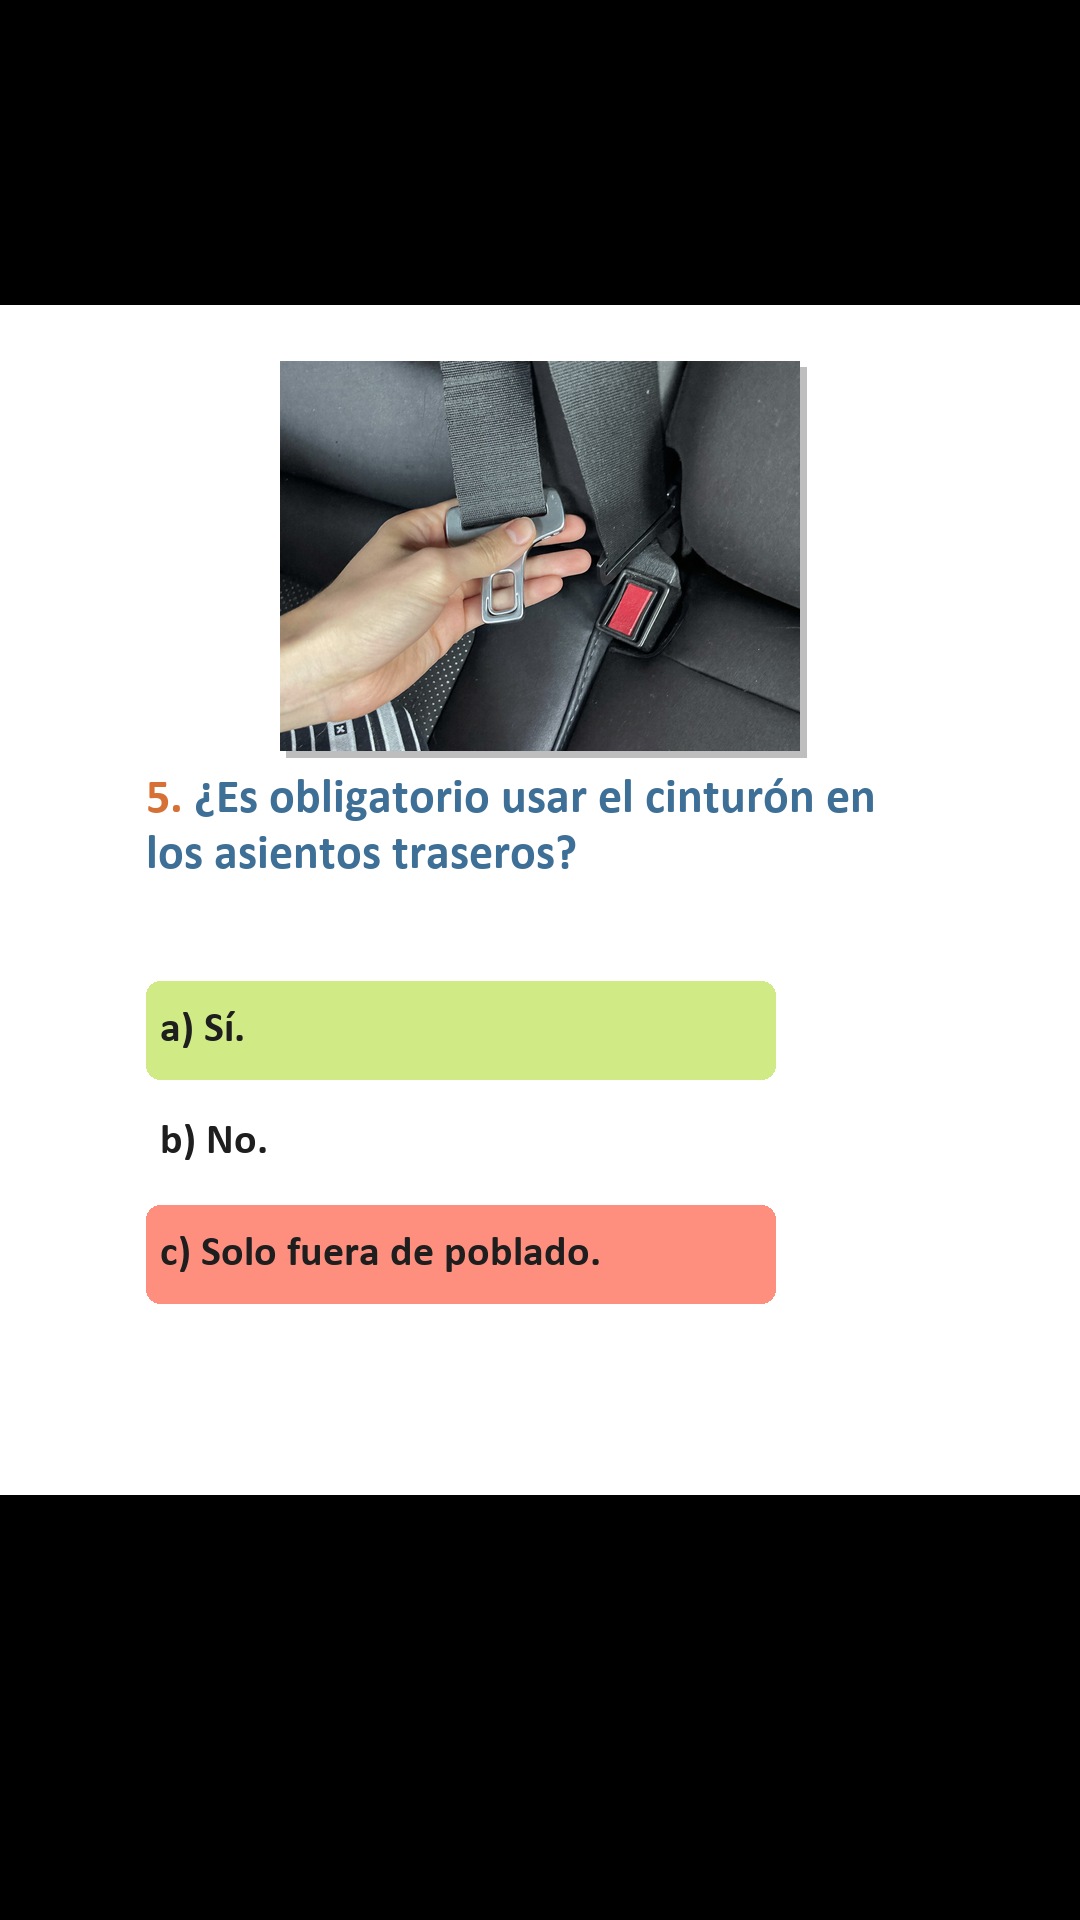 5. ¿Es obligatorio usar el cinturón en
los asientos traseros?
a) Sí.
b) No.
c) Solo fuera de poblado.